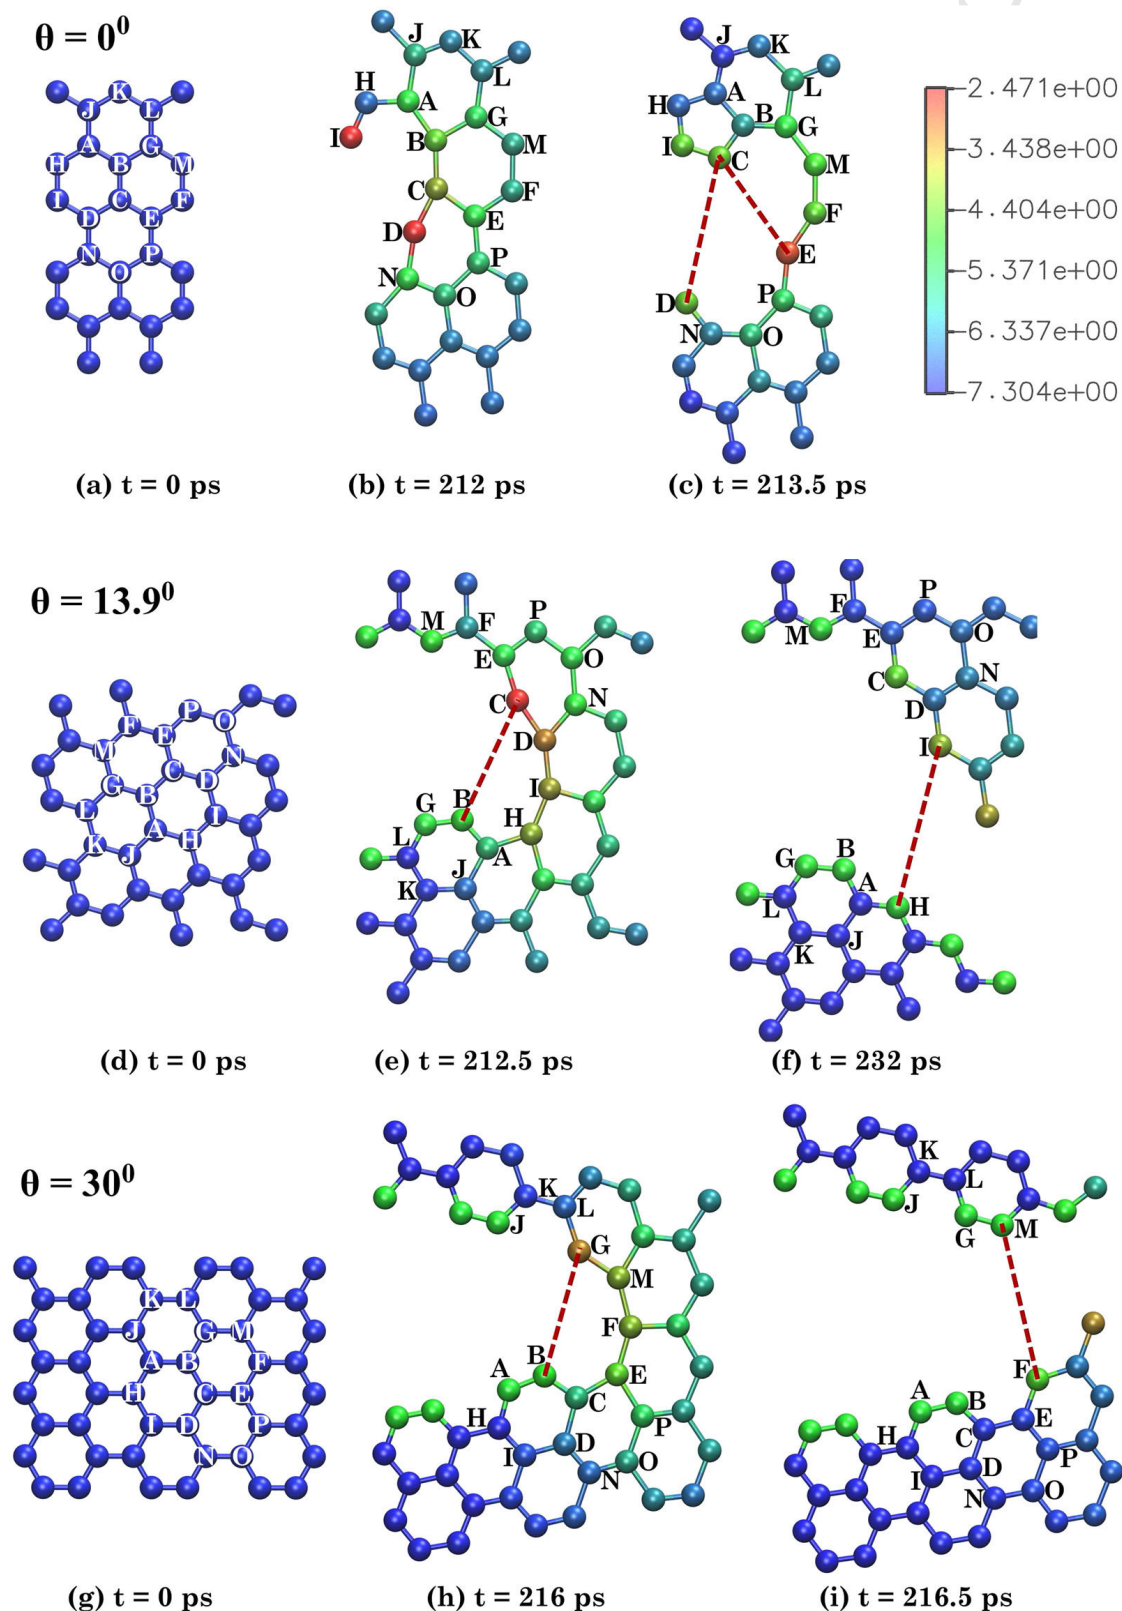 θ = 0⁰
K
J L
A G
H B M
I C F
D E
N O P
(a) t = 0 ps
J K
H L
A
I B G
M
C F
D E
N P
O
(b) t = 212 ps
J K
A L
H B G
I C M
F
E
D P
N O
(c) t = 213.5 ps
-2.471e+00
-3.438e+00
-4.404e+00
-5.371e+00
-6.337e+00
-7.304e+00
θ = 13.9⁰
P
F O
M E
N
C D
G B
L I
A H
K J
(d) t = 0 ps
M F P
E O
C N
D
I
G B H
L A
K J
(e) t = 212.5 ps
P
F
M E O
C N
D
I
G B
L A H
K J
(f) t = 232 ps
θ = 30⁰
K L
J G M
A B F
H C E
I D P
N O
(g) t = 0 ps
K L
J G
M
F
B
A E
C
H P
D
I N O
(h) t = 216 ps
K
L
J G M
F
A B
C E
H P
I D
N O
(i) t = 216.5 ps